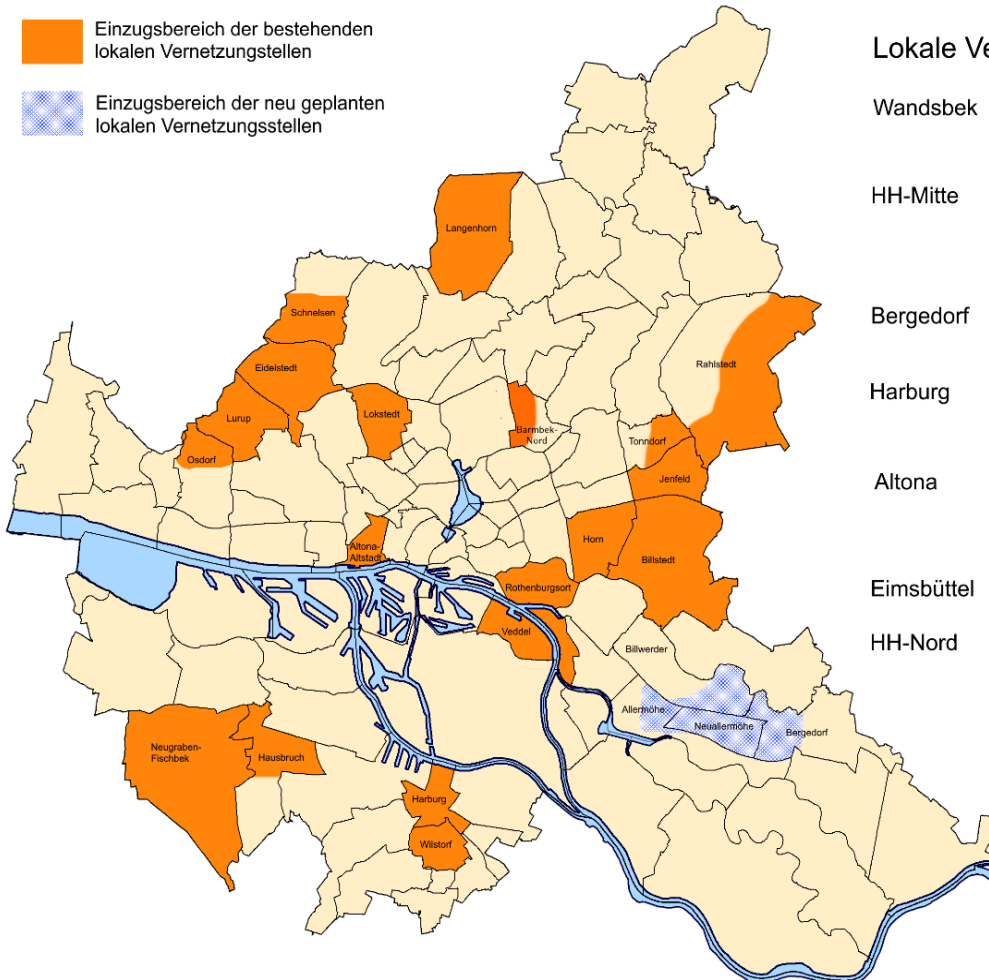 Einzugsbereich der bestehenden
lokalen Vernetzungstellen
Einzugsbereich der neu geplanten
lokalen Vernetzungsstellen
Lokale Ve
Wandsbek
HH-Mitte
Bergedorf
Harburg
Altona
Eimsbüttel
HH-Nord
Langenhorn
Schnelsen
Eidelstedt
Rahlstedt
Lurup
Lokstedt
Barmbek-
Nord
Tonndorf
Osdorf
Jenfeld
Altona-
Altstadt
Horn
Billstedt
Rothenburgsort
Veddel
Billwerder
Allermöhe
Neuallermöhe
Bergedorf
Neugraben-
Fischbek
Hausbruch
Harburg
Wilstorf